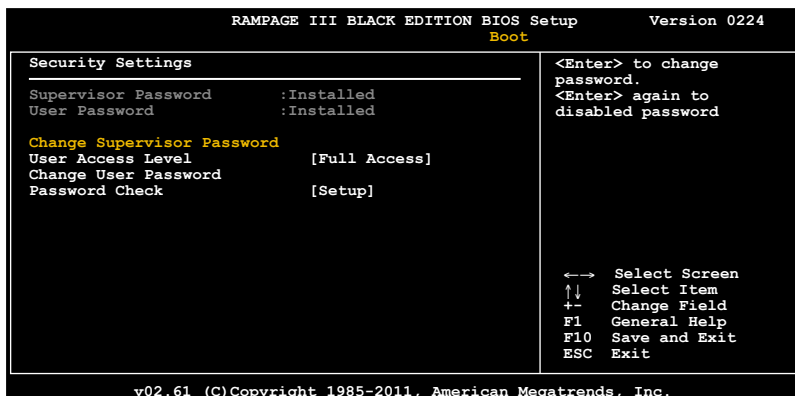 RAMPAGE III BLACK EDITION BIOS Setup Version 0224
Boot
Security Settings
Supervisor Password :Installed
User Password :Installed
Change Supervisor Password
User Access Level [Full Access]
Change User Password
Password Check [Setup]
<Enter> to change
password.
<Enter> again to
disabled password
←→ Select Screen
↑↓ Select Item
+- Change Field
F1 General Help
F10 Save and Exit
ESC Exit
v02.61 (C)Copyright 1985-2011, American Megatrends, Inc.